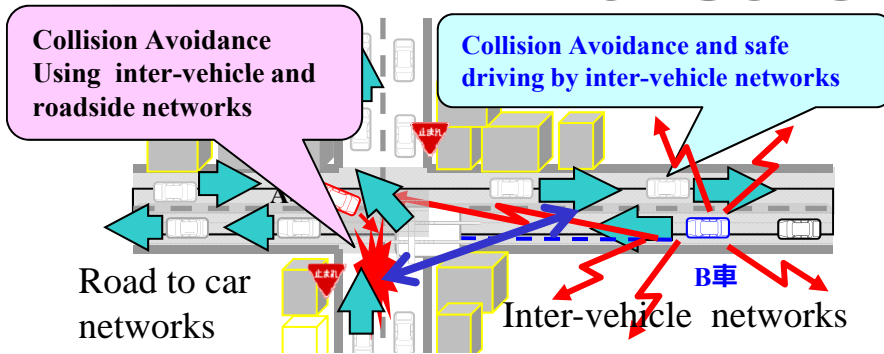 Collision Avoidance
Using inter-vehicle and
roadside networks
Collision Avoidance and safe
driving by inter-vehicle networks
止まれ
A
止まれ
B車
Road to car
networks
Inter-vehicle networks